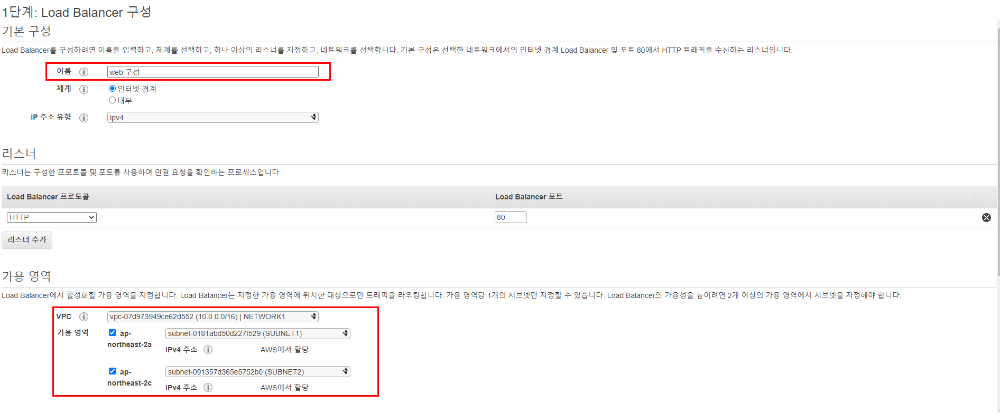 1단계: Load Balancer 구성
기본 구성
Load Balancer를 구성하려면 이름을 입력하고, 체계를 선택하고, 하나 이상의 리스너를 지정하고, 네트워크를 선택합니다. 기본 구성은 선택한 네트워크에서의 인터넷 경계 Load Balancer 및 포트 80에서 HTTP 트래픽을 수신하는 리스너입니다.
이름 i web 구성
체계 i 인터넷 경계
내부
IP 주소 유형 i ipv4
리스너
리스너는 구성한 프로토콜 및 포트를 사용하여 연결 요청을 확인하는 프로세스입니다.
Load Balancer 프로토콜 Load Balancer 포트
HTTP 80
리스너 추가
가용 영역
Load Balancer에서 활성화할 가용 영역을 지정합니다. Load Balancer는 지정한 가용 영역에 위치한 대상으로만 트래픽을 라우팅합니다. 가용 영역당 1개의 서브넷만 지정할 수 있습니다. Load Balancer의 가용성을 높이려면 2개 이상의 가용 영역에서 서브넷을 지정해야 합니다.
VPC i vpc-07d973949ce62d552 (10.0.0.0/16) | NETWORK1
가용 영역 ap- subnet-0181abd50d227f529 (SUBNET1)
northeast-2a
IPv4 주소 i AWS에서 할당
ap- subnet-091357d365e5752b0 (SUBNET2)
northeast-2c
IPv4 주소 i AWS에서 할당